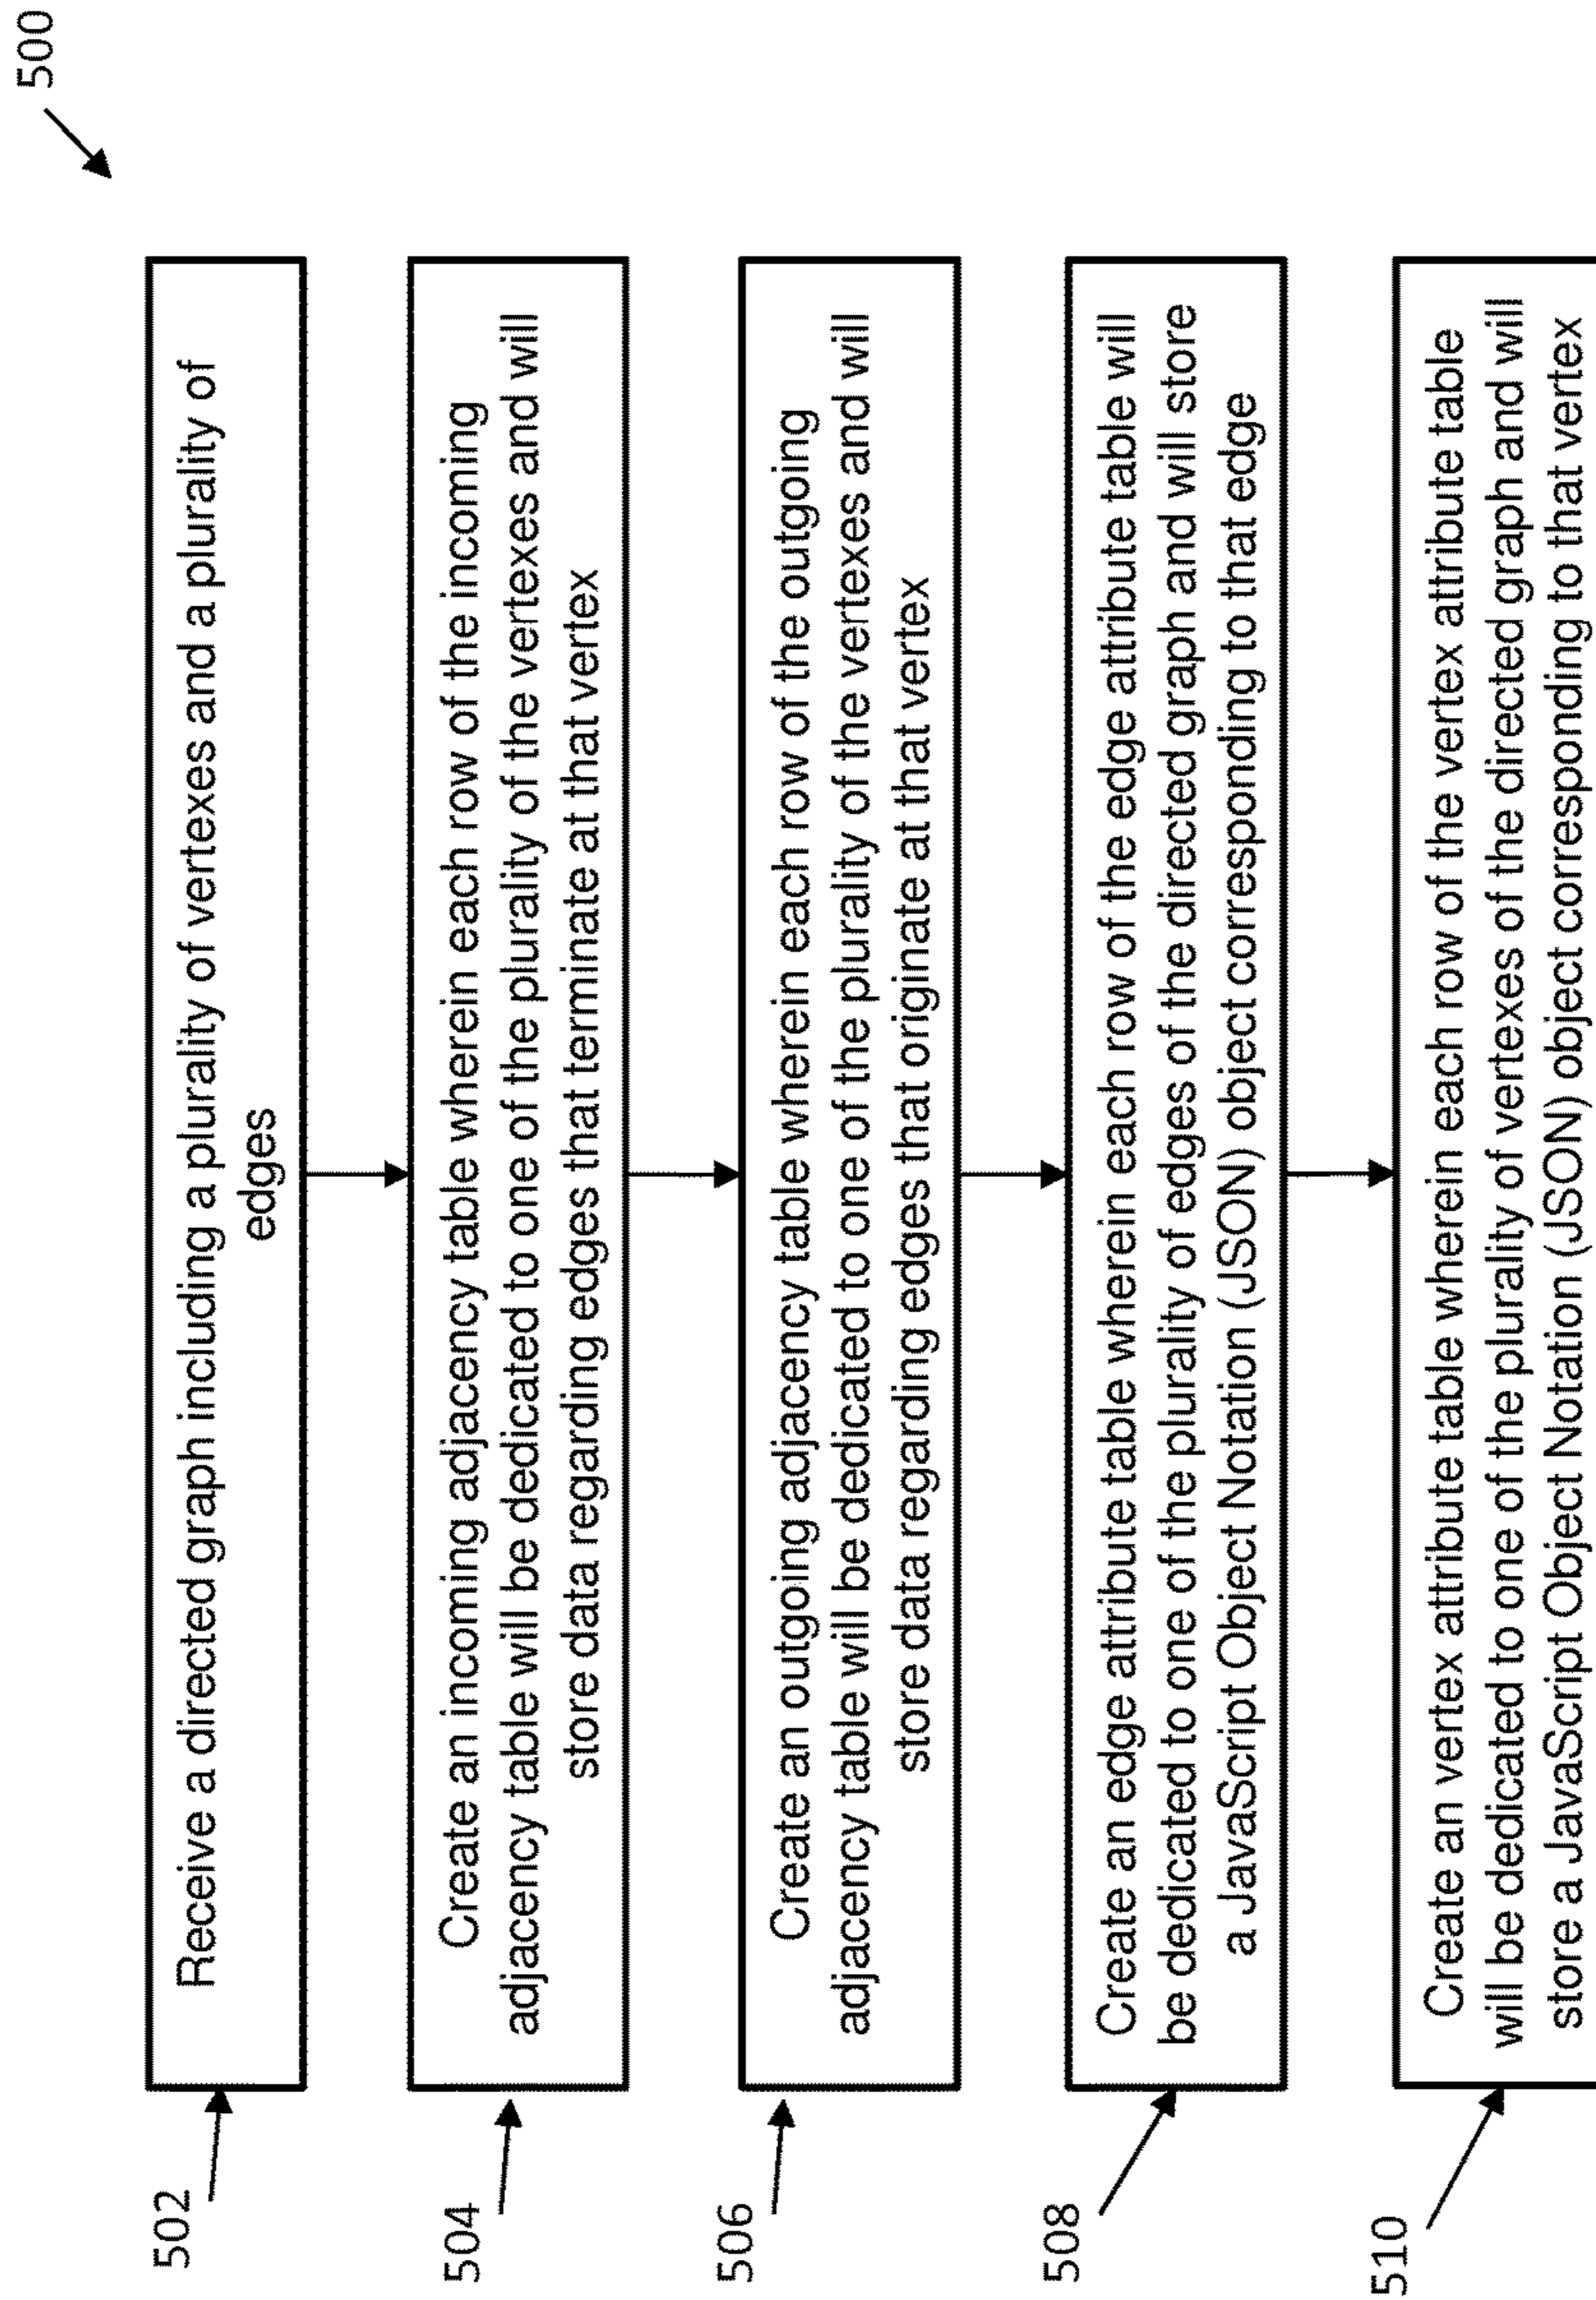 500
502
Receive a directed graph including a plurality of vertexes and a plurality of
edges
504
Create an incoming adjacency table wherein each row of the incoming
adjacency table will be dedicated to one of the plurality of the vertexes and will
store data regarding edges that terminate at that vertex
506
Create an outgoing adjacency table wherein each row of the outgoing
adjacency table will be dedicated to one of the plurality of the vertexes and will
store data regarding edges that originate at that vertex
508
Create an edge attribute table wherein each row of the edge attribute table will
be dedicated to one of the plurality of edges of the directed graph and will store
a JavaScript Object Notation (JSON) object corresponding to that edge
510
Create an vertex attribute table wherein each row of the vertex attribute table
will be dedicated to one of the plurality of vertexes of the directed graph and will
store a JavaScript Object Notation (JSON) object corresponding to that vertex